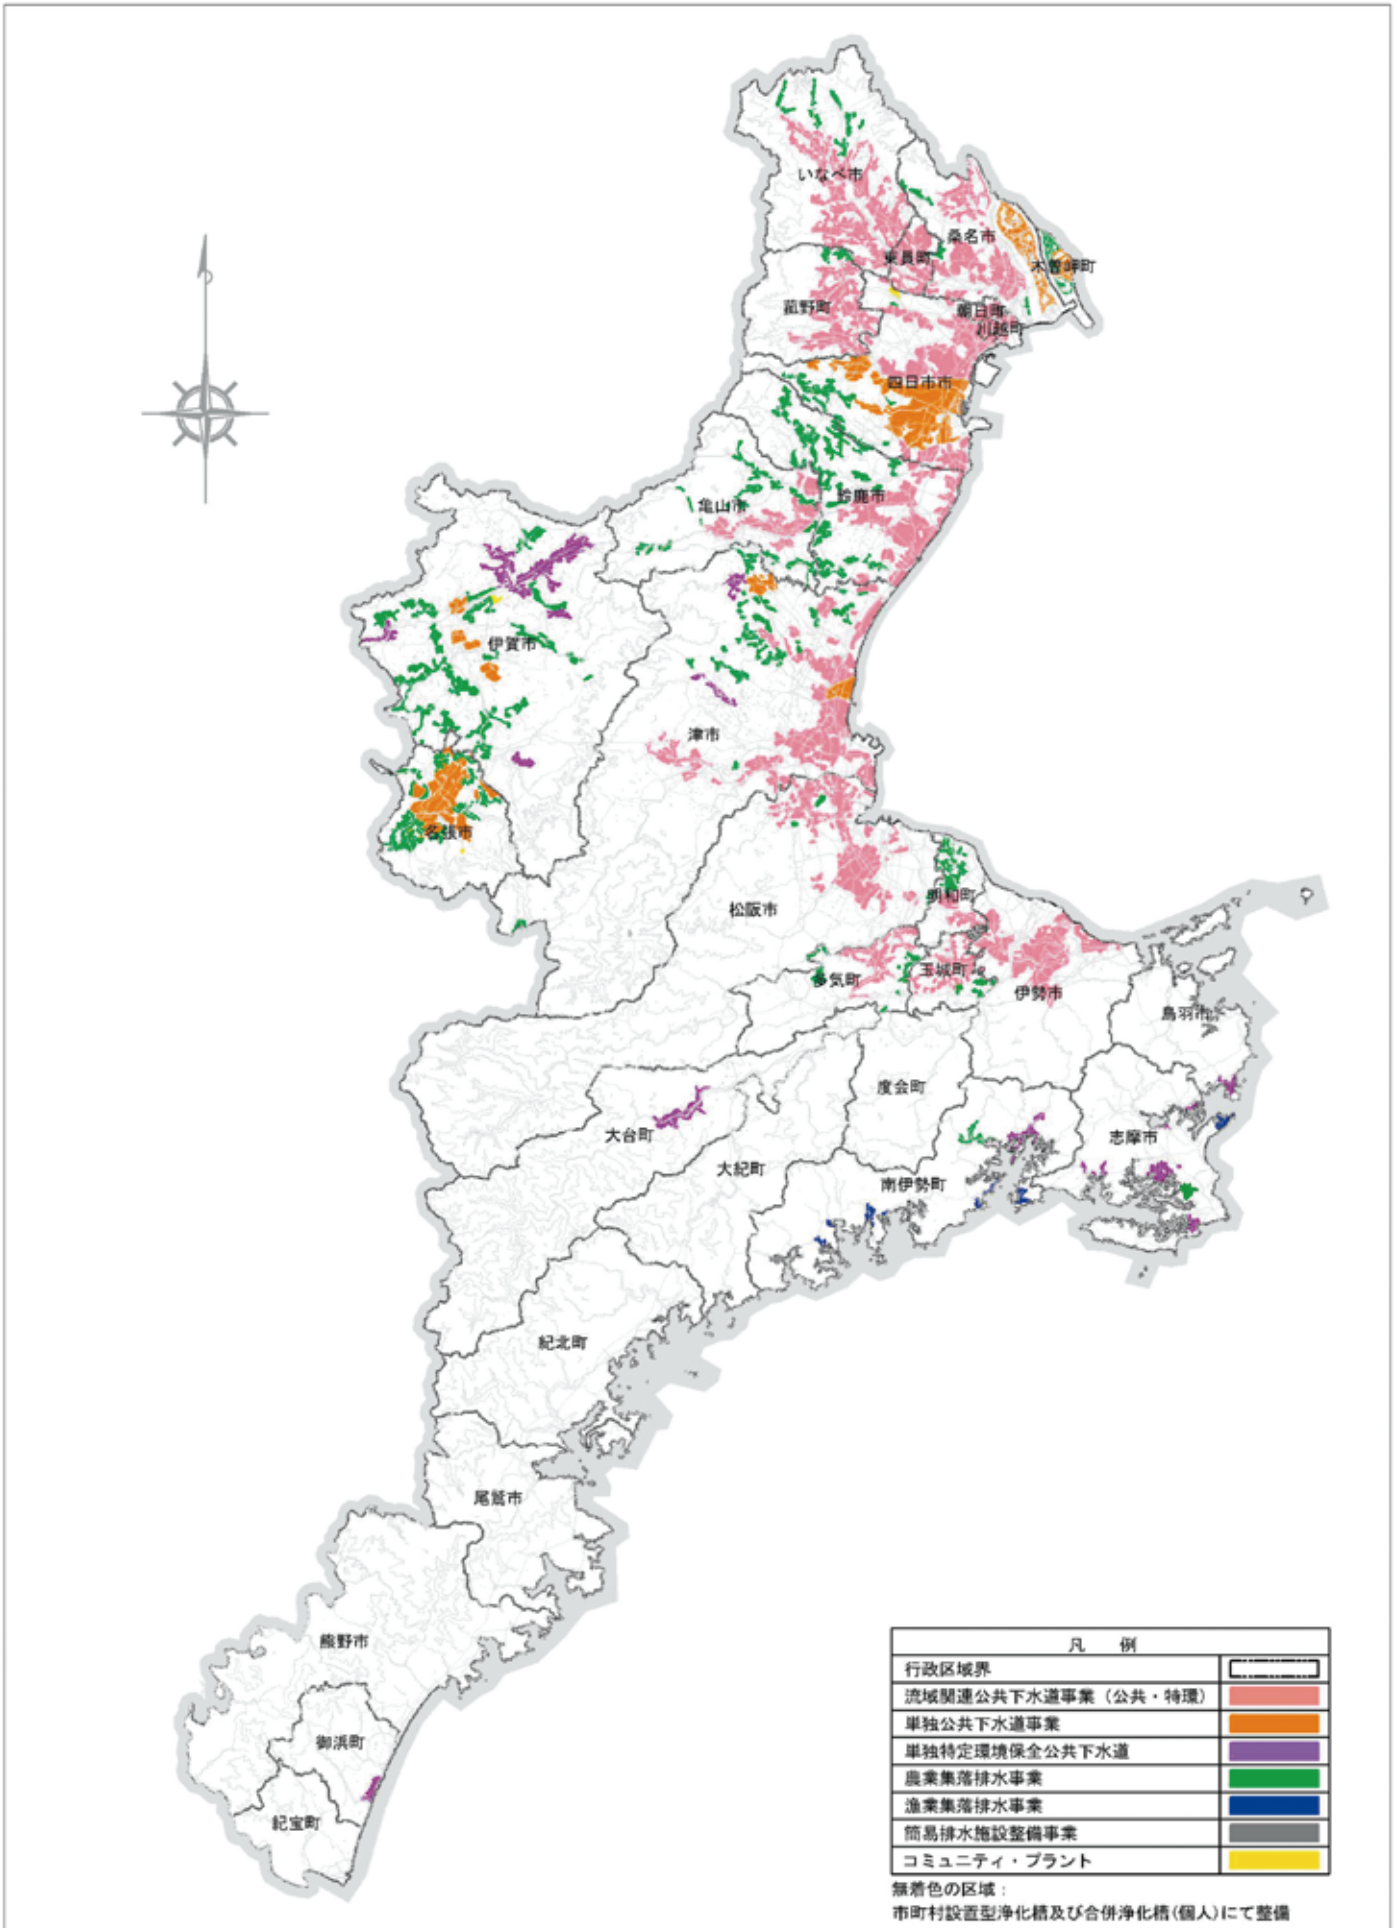 いなべ市
桑名市
東員町
木曽岬町
菰野町
朝日町
川越町
四日市市
鈴鹿市
亀山市
伊賀市
津市
名張市
松阪市
明和町
玉城町
多気町
伊勢市
鳥羽市
度会町
大台町
志摩市
大紀町
南伊勢町
紀北町
尾鷲市
熊野市
御浜町
紀宝町
凡 例
行政区域界
流域関連公共下水道事業（公共・特環）
単独公共下水道事業
単独特定環境保全公共下水道
農業集落排水事業
漁業集落排水事業
簡易排水施設整備事業
コミュニティ・プラント
無着色の区域：
市町村設置型浄化槽及び合併浄化槽(個人)にて整備